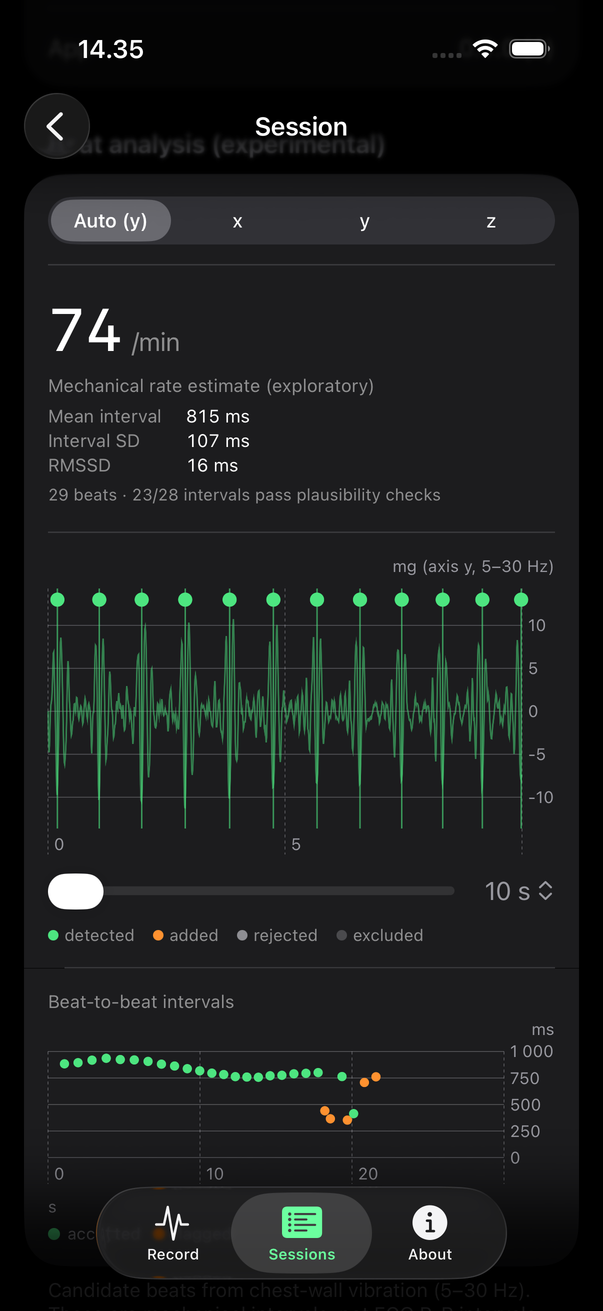 14.35
Session
at analysis (experimental)
Auto (y) x y z
74 /min
Mechanical rate estimate (exploratory)
Mean interval 815 ms
Interval SD 107 ms
RMSSD 16 ms
29 beats · 23/28 intervals pass plausibility checks
mg (axis y, 5–30 Hz)
10
5
0
-5
-10
0 5
10 s
detected added rejected excluded
Beat-to-beat intervals
ms
1 000
750
500
250
0
0 10 20
s
Record Sessions About
Candidate beats from chest-wall vibration (5–30 Hz).